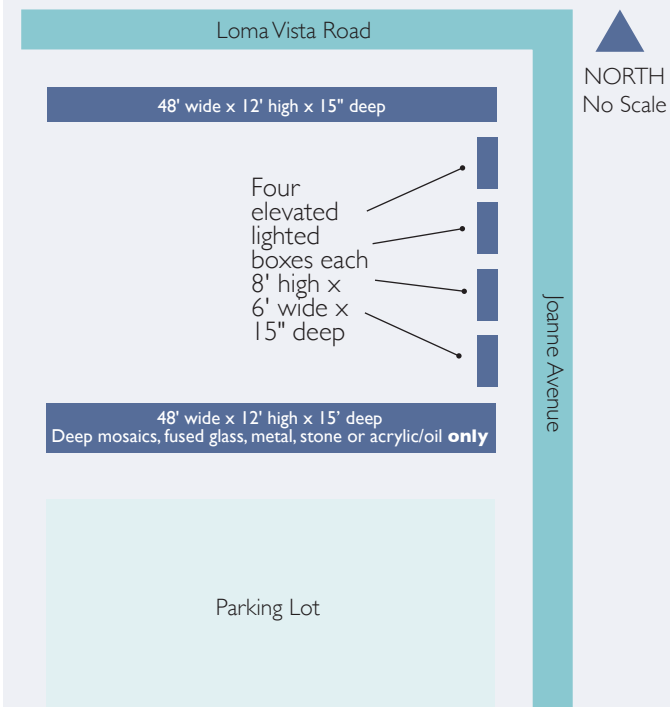 Loma Vista Road
NORTH
No Scale
48' wide x 12' high x 15" deep
Four
elevated
lighted
boxes each
8' high x
6' wide x
15" deep
Joanne Avenue
48' wide x 12' high x 15’ deep
Deep mosaics, fused glass, metal, stone or acrylic/oil only
Parking Lot